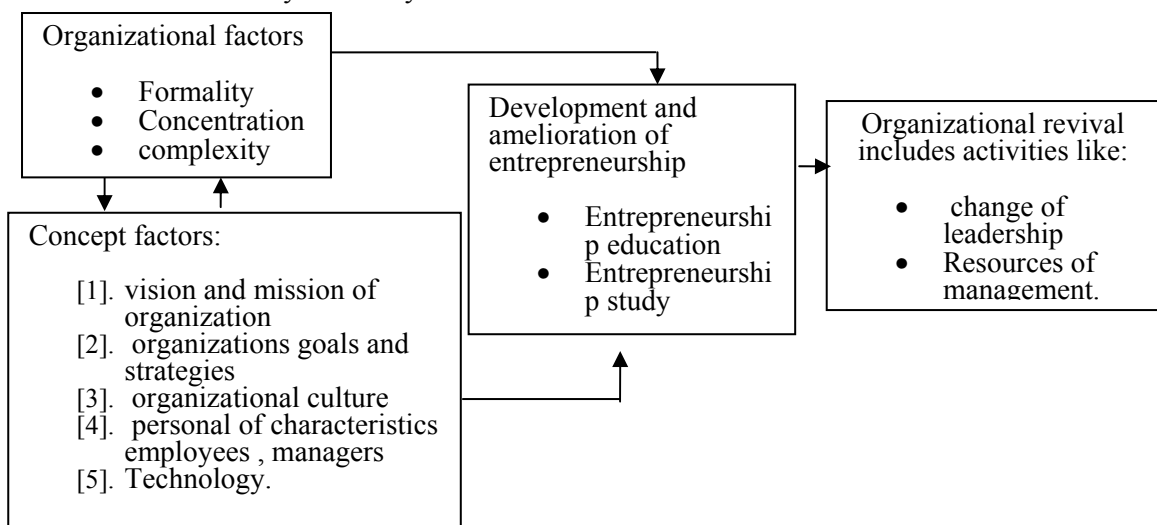 Organizational factors
• Formality
• Concentration
• complexity
Concept factors:
[1]. vision and mission of
organization
[2]. organizations goals and
strategies
[3]. organizational culture
[4]. personal of characteristics
employees , managers
[5]. Technology.
Development and
amelioration of
entrepreneurship
• Entrepreneurshi
p education
• Entrepreneurshi
p study
Organizational revival
includes activities like:
• change of
leadership
• Resources of
management.